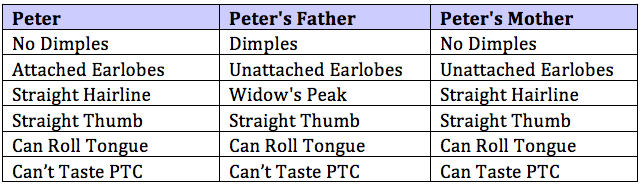 Peter Peter's Father Peter's Mother
No Dimples Dimples No Dimples
Attached Earlobes Unattached Earlobes Unattached Earlobes
Straight Hairline Widow's Peak Straight Hairline
Straight Thumb Straight Thumb Straight Thumb
Can Roll Tongue Can Roll Tongue Can Roll Tongue
Can’t Taste PTC Can’t Taste PTC Can Taste PTC